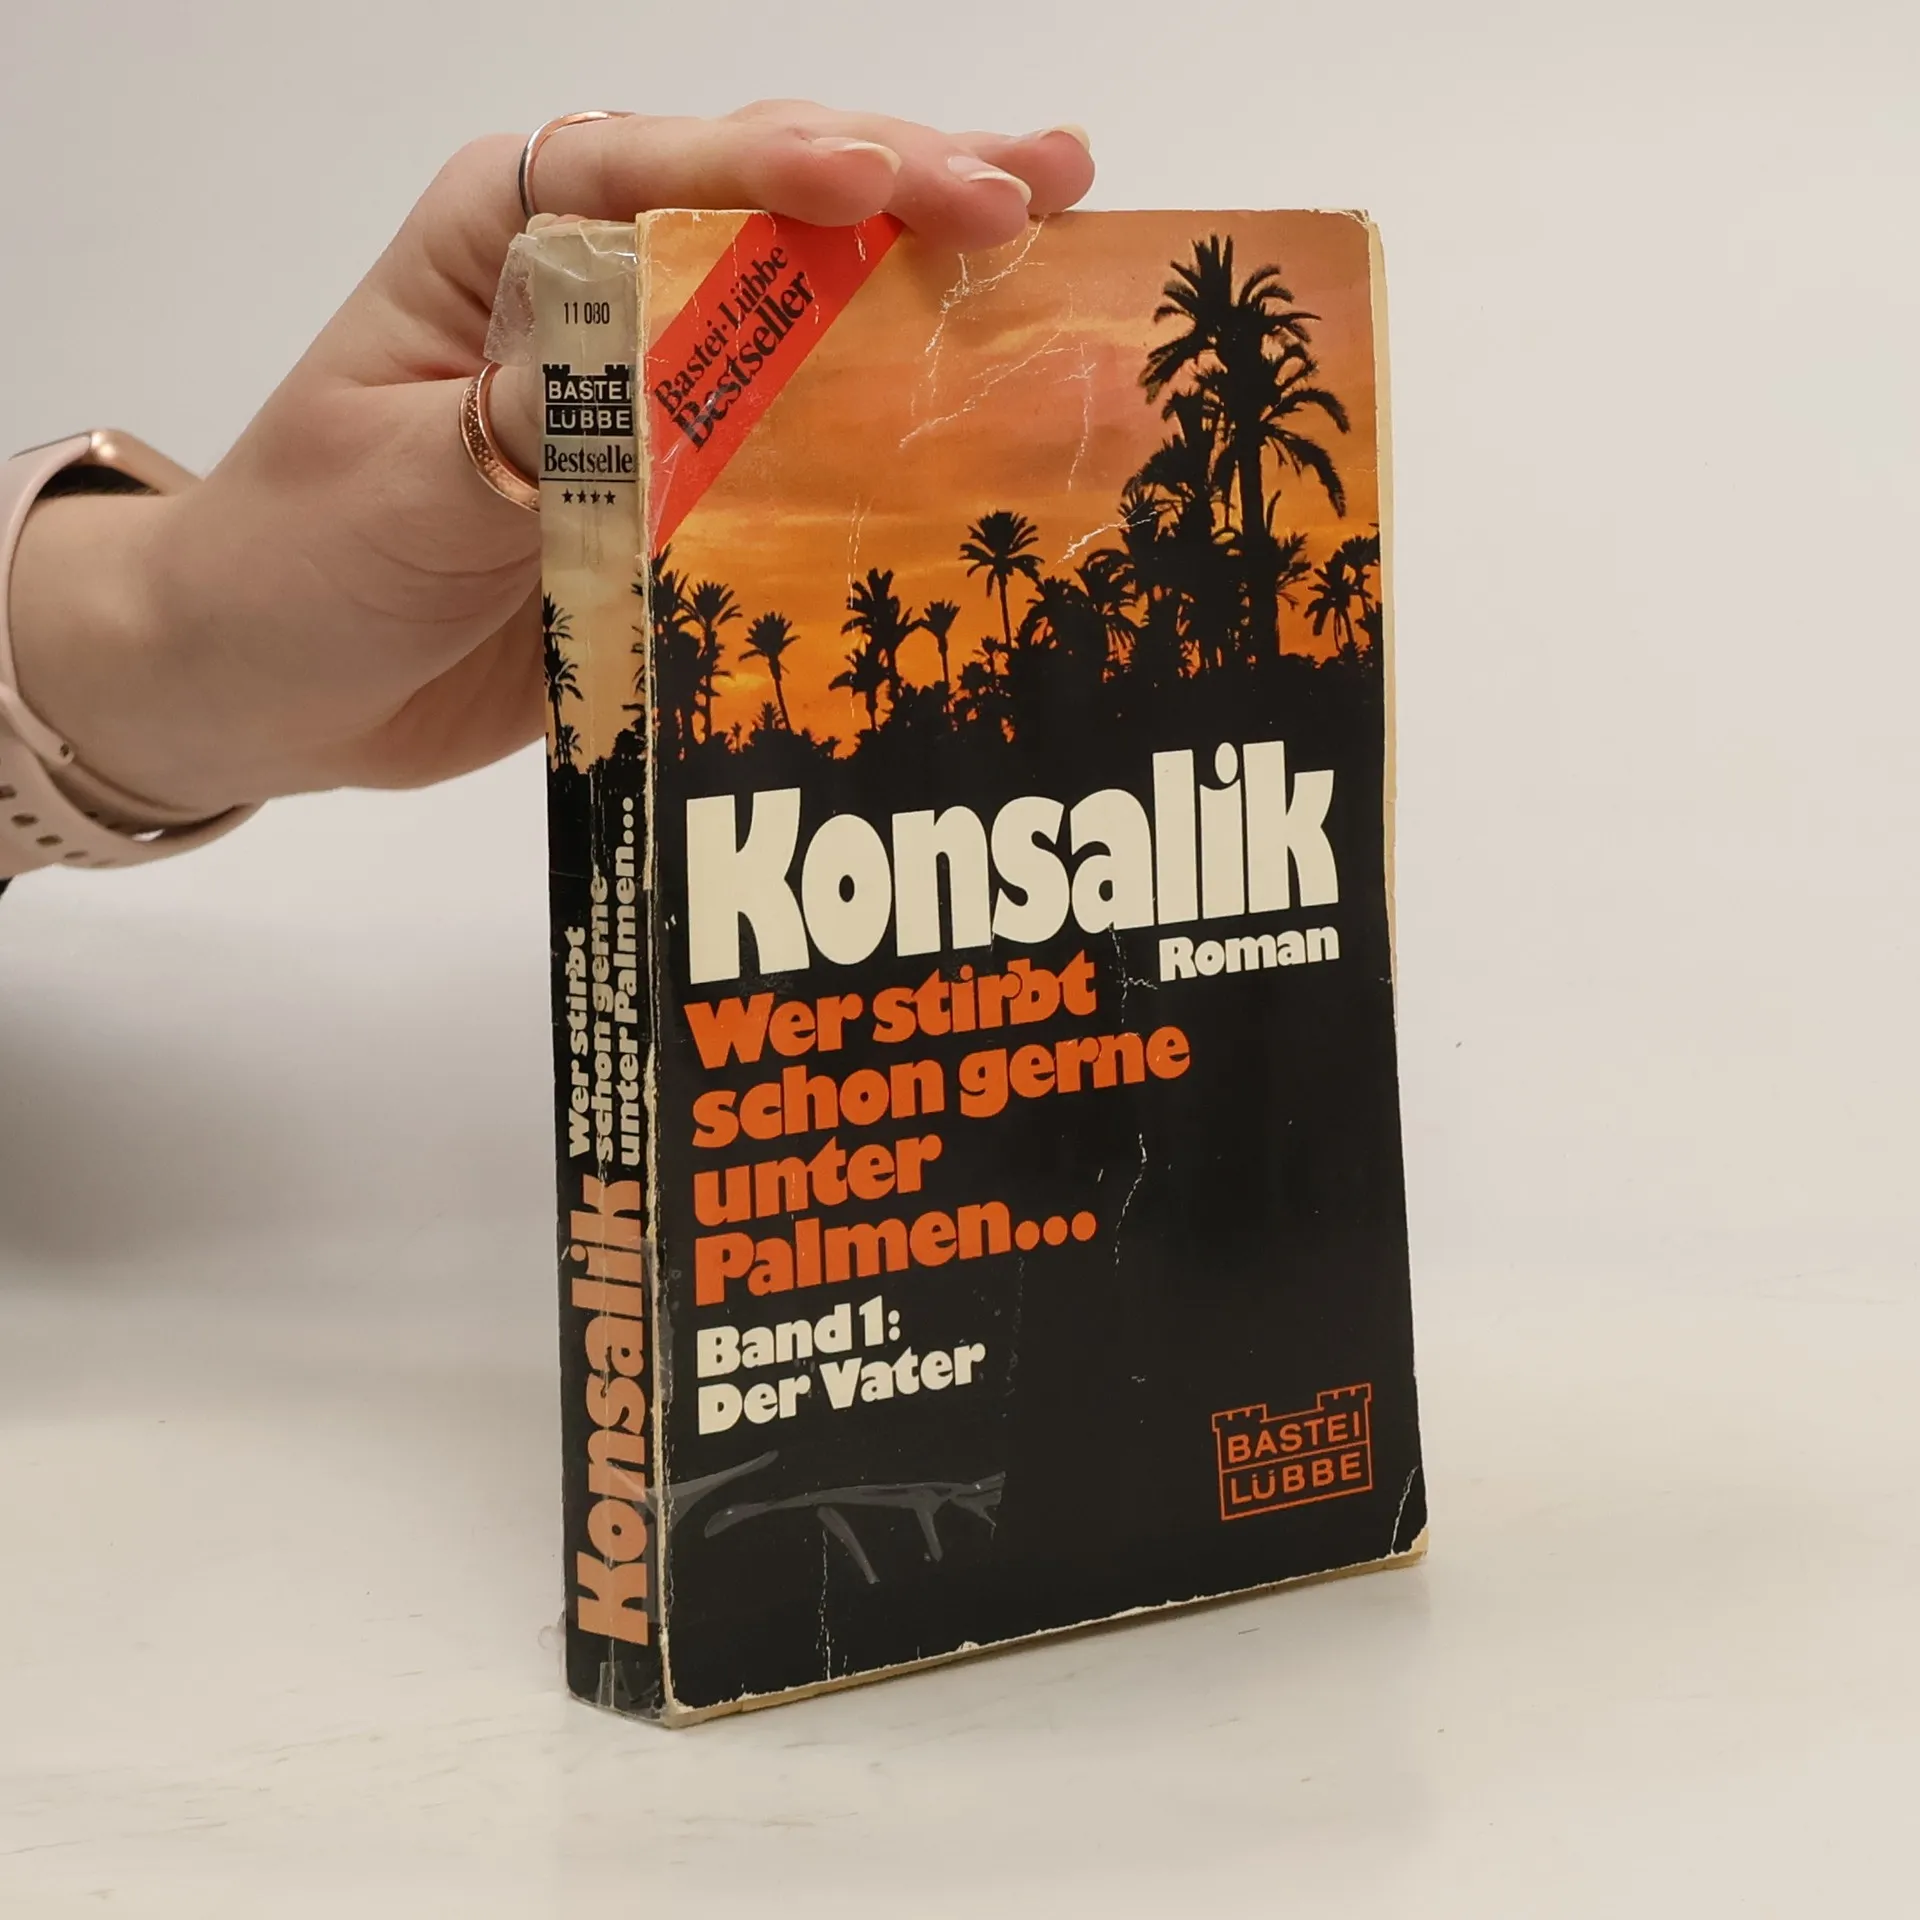 11 080
BASTEI
LÜBBE
Bestseller
Wer stirbt
schon gerne
unter Palmen...
Konsalik
Bastei-Lübbe
Bestseller
Konsalik
Roman
Wer stirbt
schon gerne
unter
Palmen...
Band 1:
Der Vater
BASTEI
LÜBBE